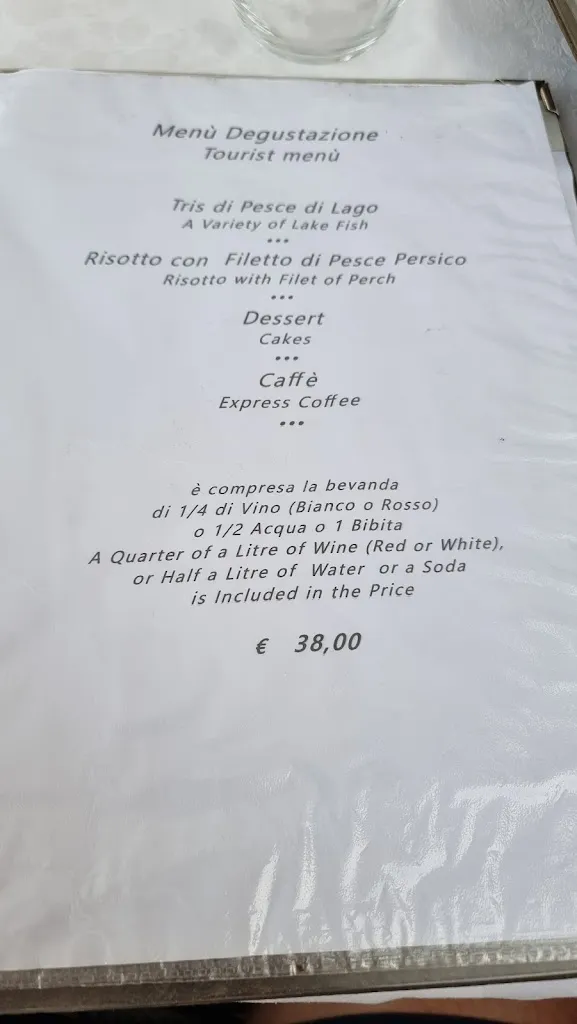 Menù Degustazione
Tourist menù
Tris di Pesce di Lago
A Variety of Lake Fish
•••
Risotto con Filetto di Pesce Persico
Risotto with Filet of Perch
•••
Dessert
Cakes
•••
Caffè
Express Coffee
•••
è compresa la bevanda
di 1/4 di Vino (Bianco o Rosso)
o 1/2 Acqua o 1 Bibita
A Quarter of a Litre of Wine (Red or White),
or Half a Litre of Water or a Soda
is Included in the Price
€ 38,00